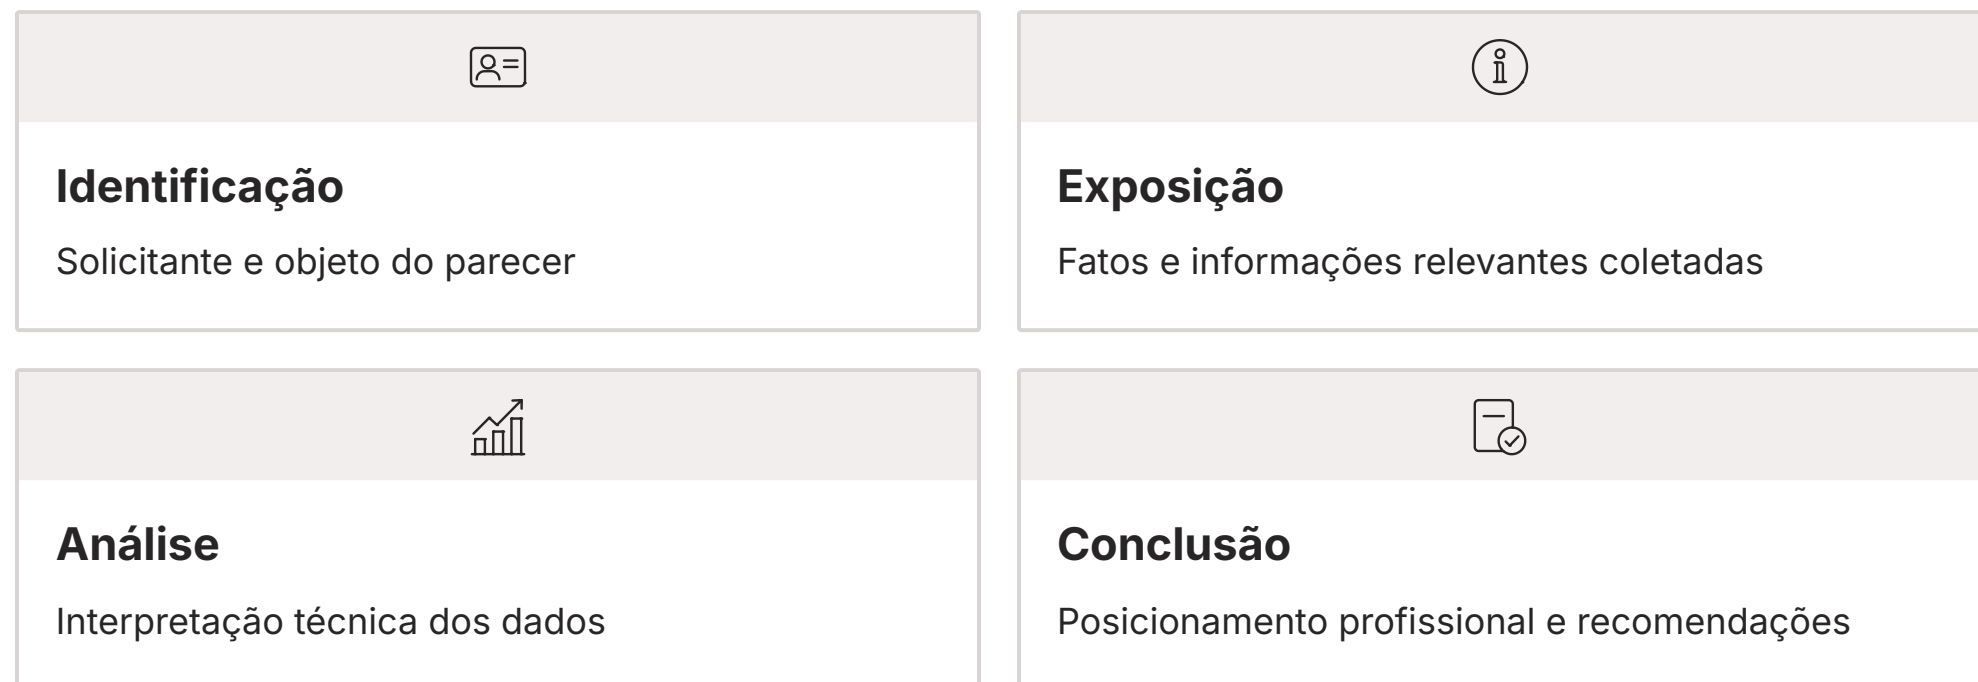 Identificação
Solicitante e objeto do parecer
Exposição
Fatos e informações relevantes coletadas
Análise
Interpretação técnica dos dados
Conclusão
Posicionamento profissional e recomendações